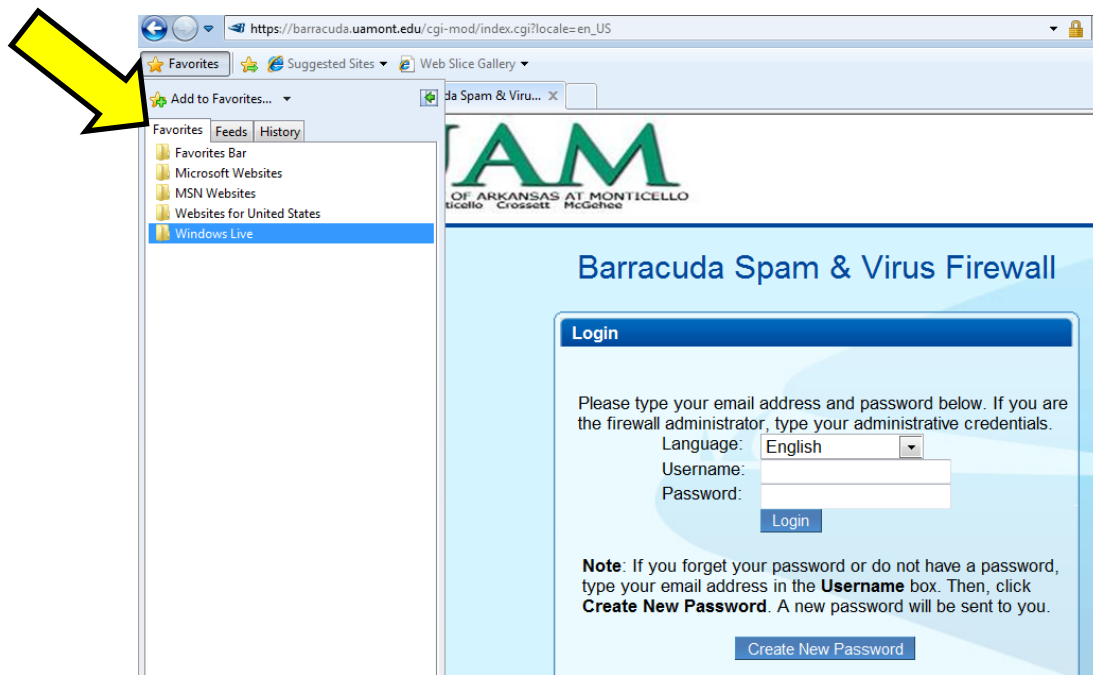 https://barracuda.uamont.edu/cgi-mod/index.cgi?locale=en_US
Favorites Suggested Sites Web Slice Gallery
Add to Favorites... da Spam & Viru... X
Favorites Feeds History
Favorites Bar
Microsoft Websites
MSN Websites
Websites for United States
Windows Live
AM
OF ARKANSAS AT MONTICELLO
ticello Crossett McGehee
Barracuda Spam & Virus Firewall
Login
Please type your email address and password below. If you are
the firewall administrator, type your administrative credentials.
Language: English
Username:
Password:
Login
Note: If you forget your password or do not have a password,
type your email address in the Username box. Then, click
Create New Password. A new password will be sent to you.
Create New Password